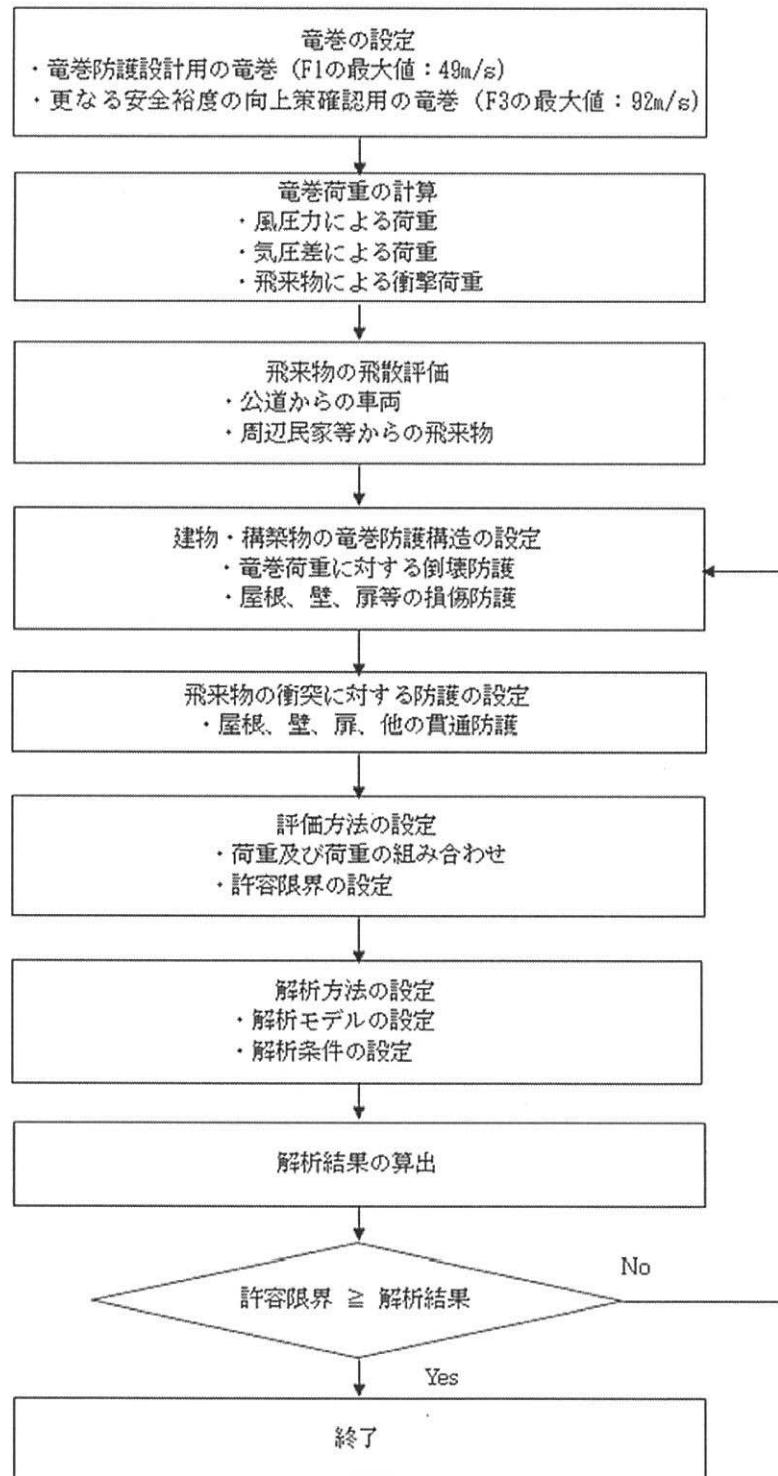 竜巻の設定
・竜巻防護設計用の竜巻 (F1の最大値：49m/s)
・更なる安全裕度の向上策確認用の竜巻 (F3の最大値：92m/s)
竜巻荷重の計算
・風圧力による荷重
・気圧差による荷重
・飛来物による衝撃荷重
飛来物の飛散評価
・公道からの車両
・周辺民家等からの飛来物
建物・構築物の竜巻防護構造の設定
・竜巻荷重に対する倒壊防護
・屋根、壁、扉等の損傷防護
飛来物の衝突に対する防護の設定
・屋根、壁、扉、他の貫通防護
評価方法の設定
・荷重及び荷重の組み合わせ
・許容限界の設定
解析方法の設定
・解析モデルの設定
・解析条件の設定
解析結果の算出
許容限界 ≧ 解析結果
No
Yes
終了